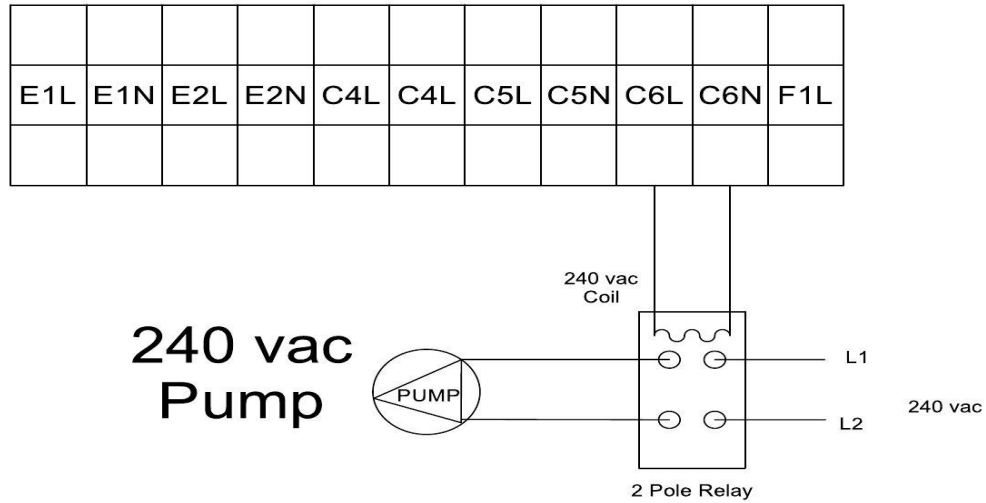 E1L E1N E2L E2N C4L C4L C5L C5N C6L C6N F1L
240 vac
Coil
240 vac
Pump
PUMP
L1
L2
240 vac
2 Pole Relay